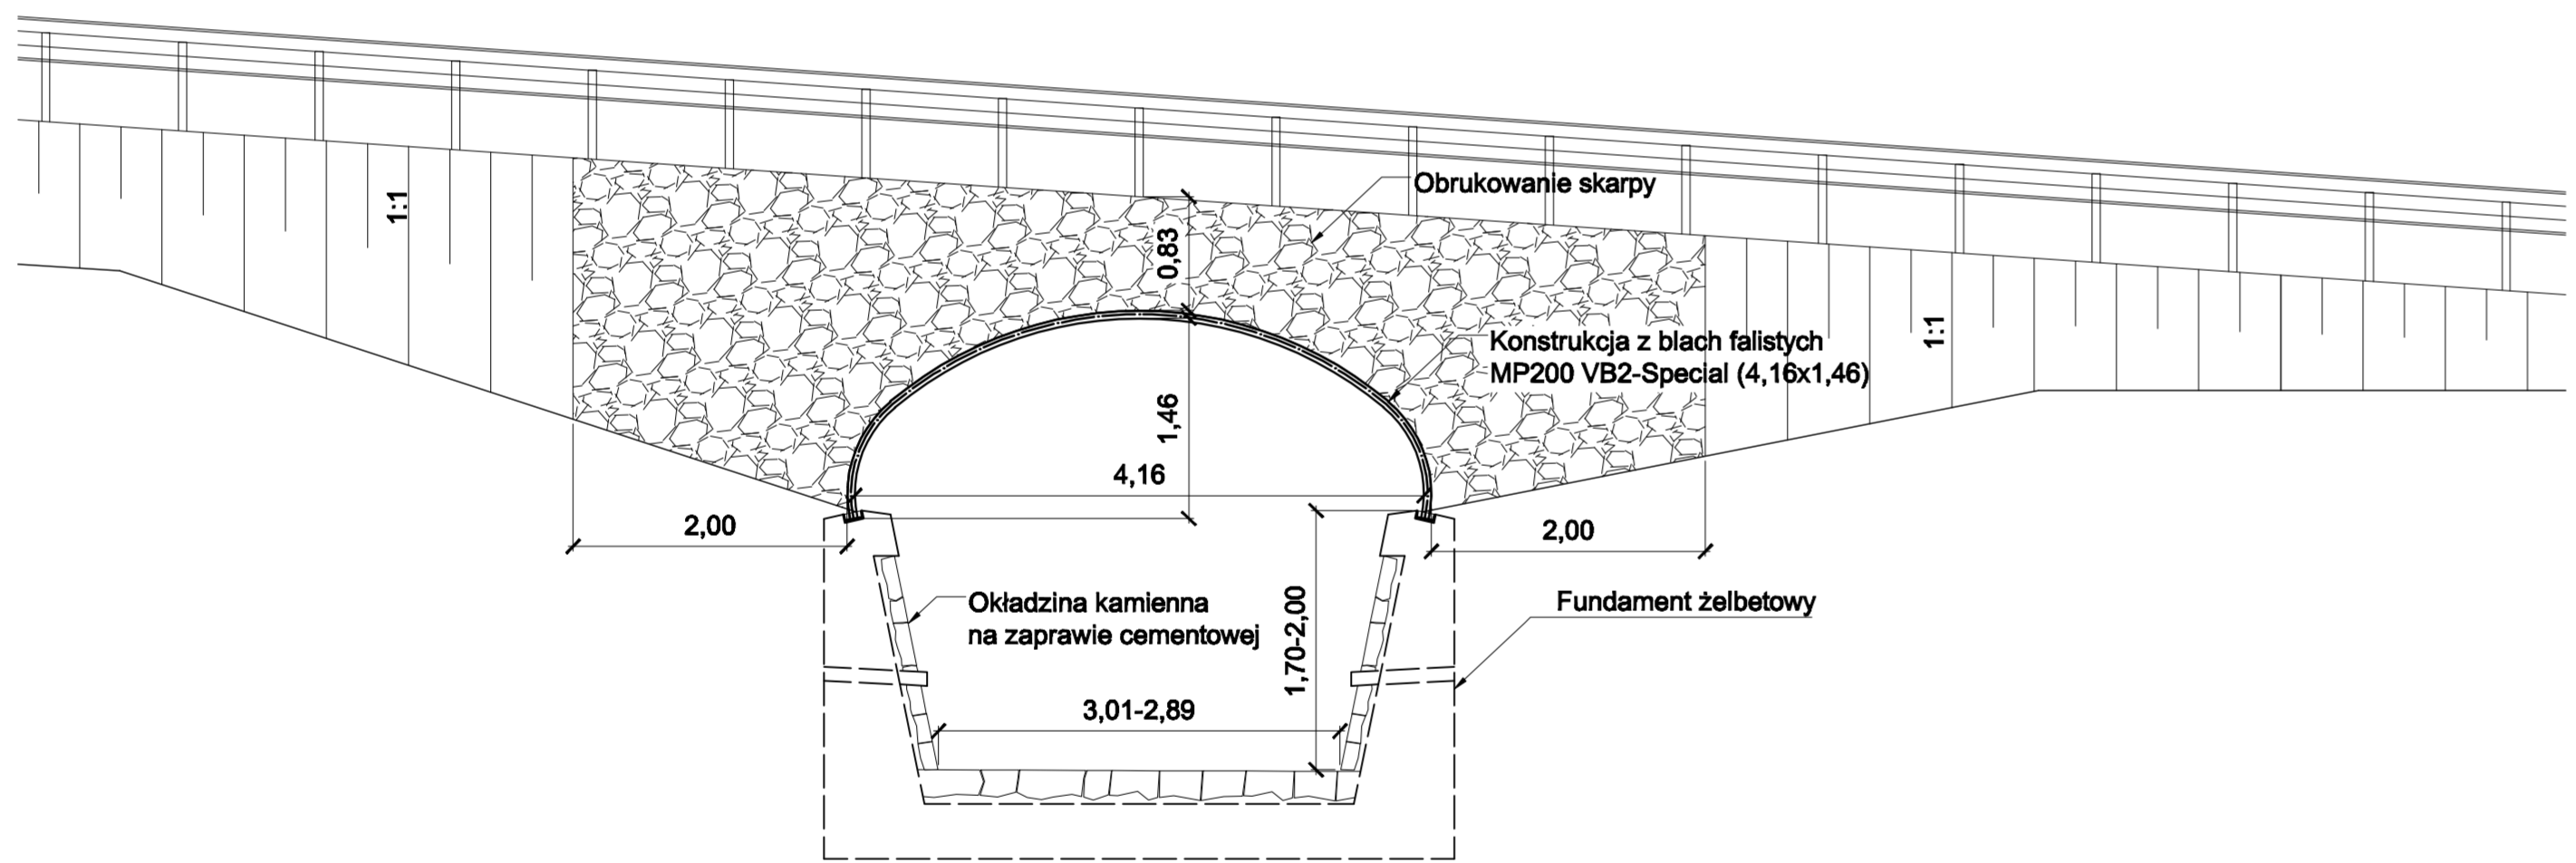 1:1
Obrukowanie skarpy
0,83
Konstrukcja z blach falistych
MP200 VB2-Special (4,16x1,46)
1:1
1,46
4,16
2,00
2,00
Okładzina kamienna
na zaprawie cementowej
1,70-2,00
Fundament żelbetowy
3,01-2,89